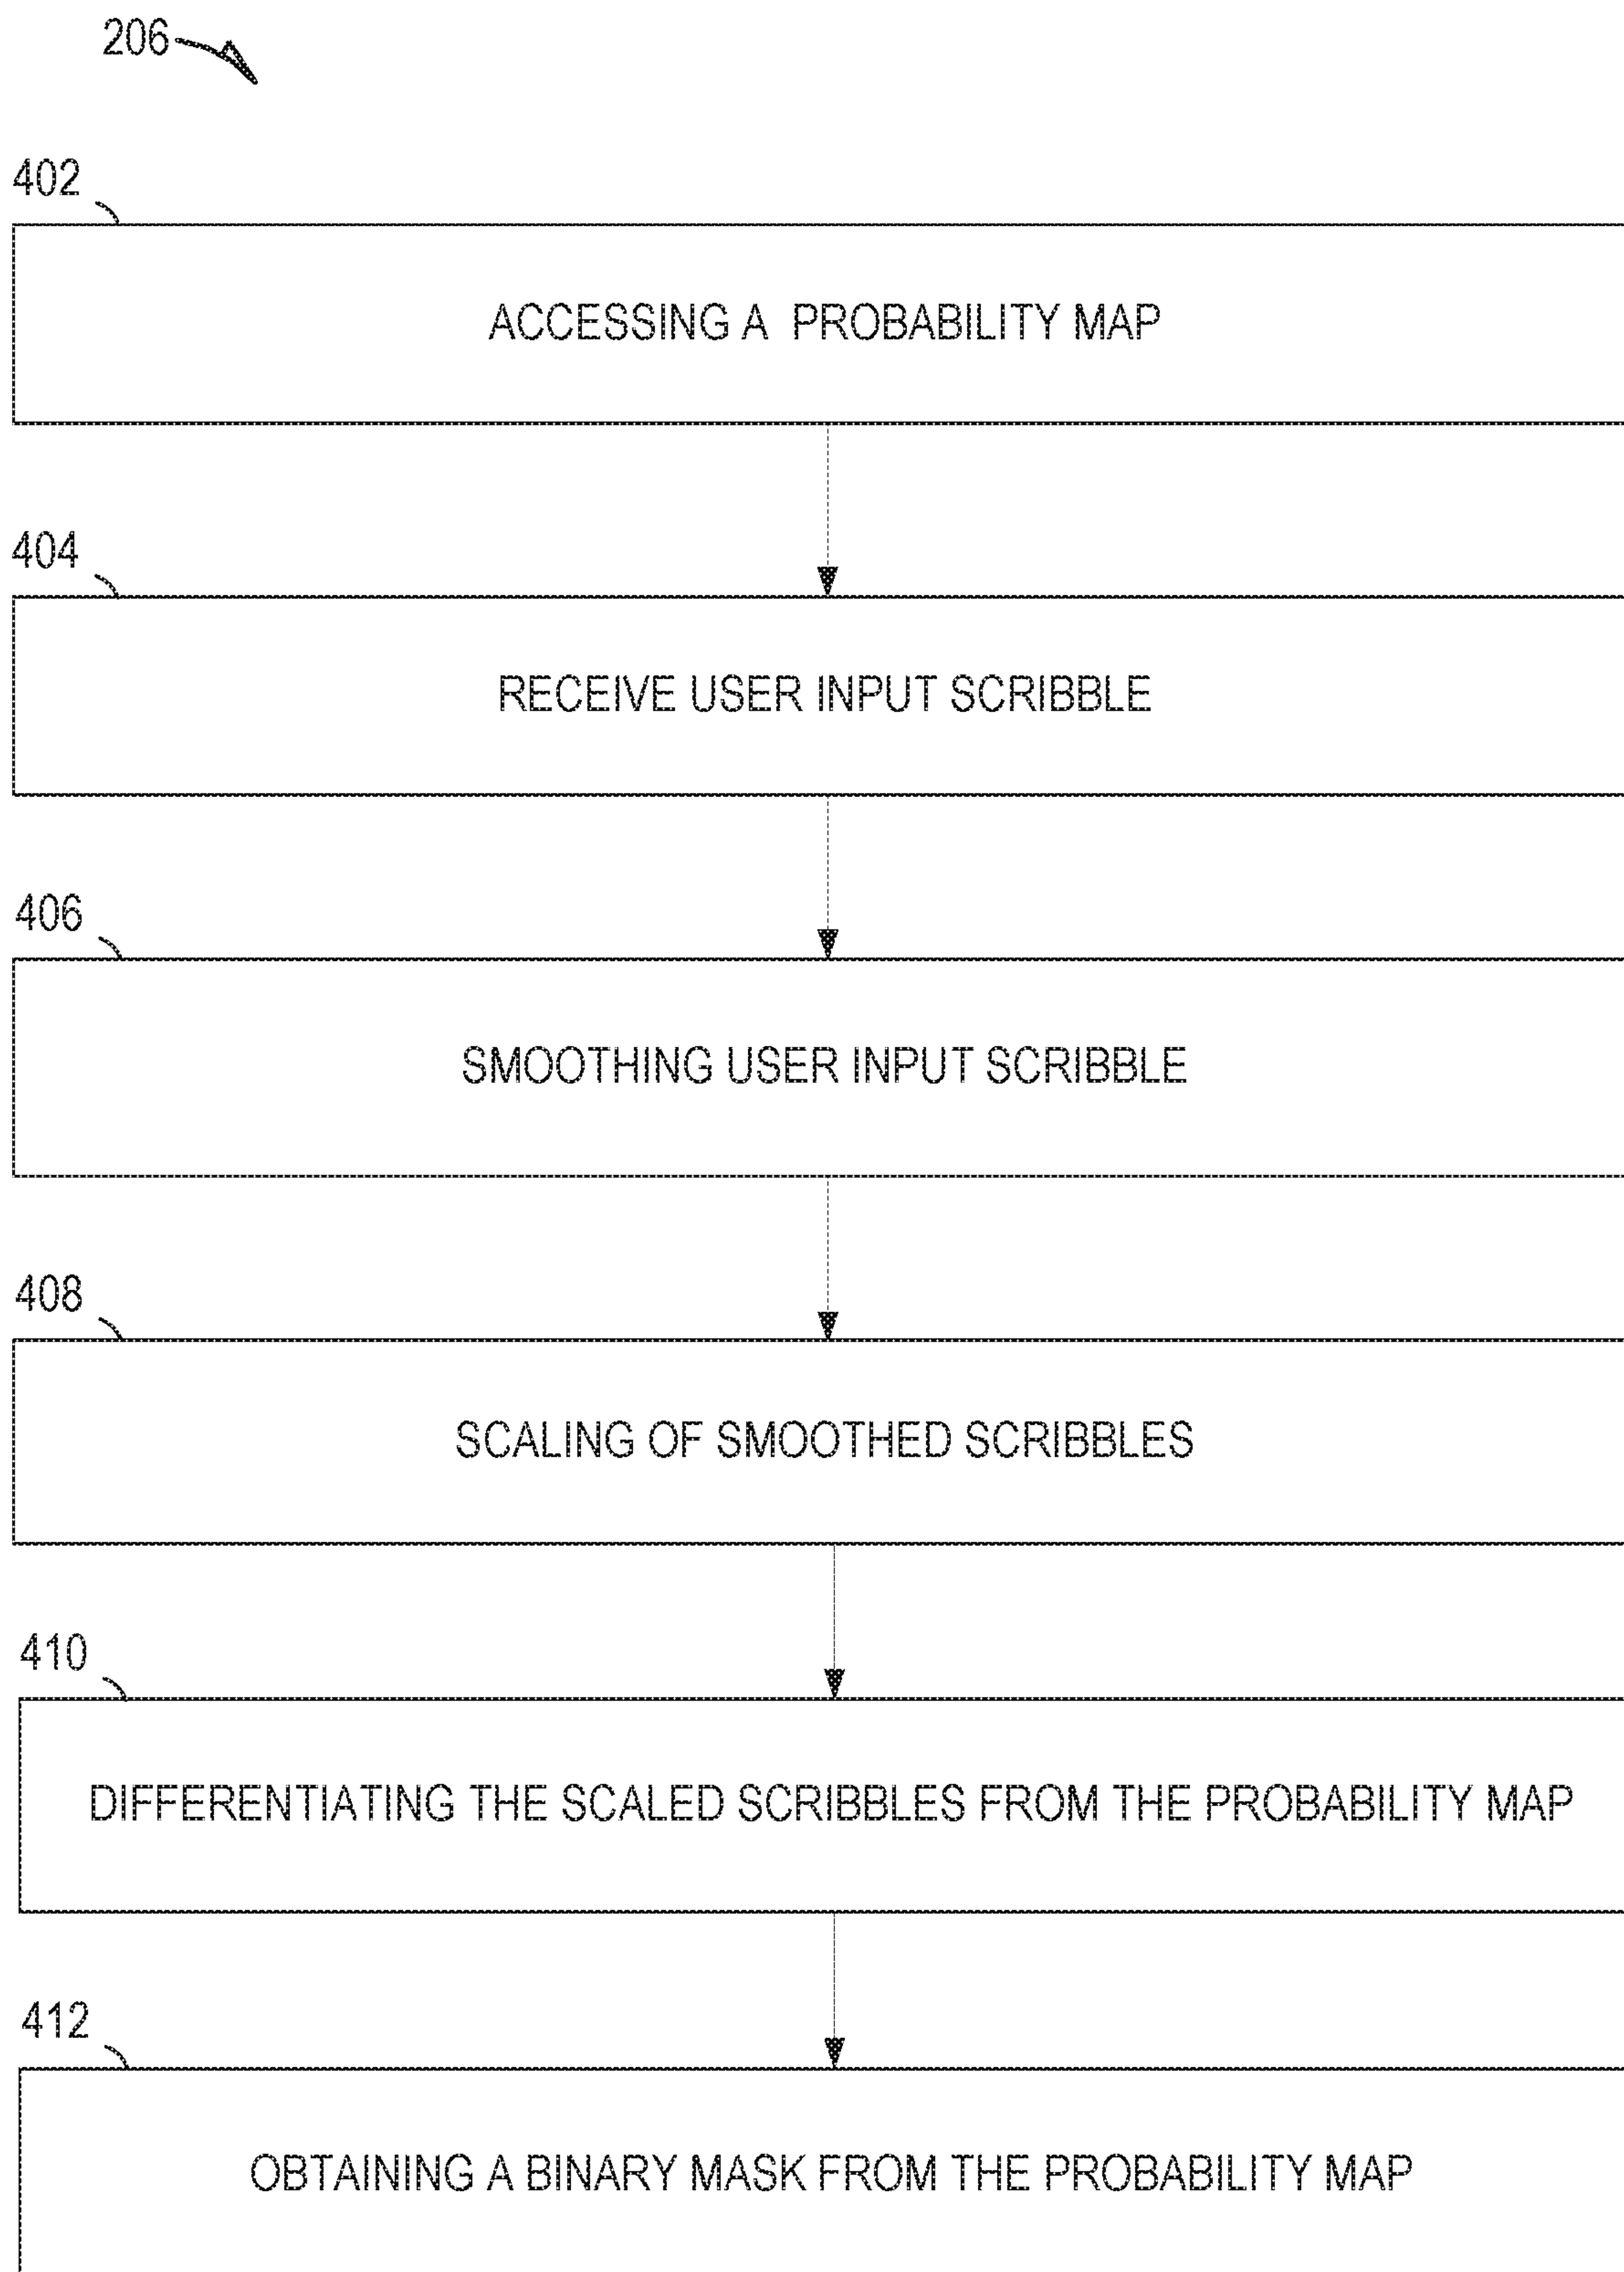 206
402
ACCESSING A PROBABILITY MAP
404
RECEIVE USER INPUT SCRIBBLE
406
SMOOTHING USER INPUT SCRIBBLE
408
SCALING OF SMOOTHED SCRIBBLES
410
DIFFERENTIATING THE SCALED SCRIBBLES FROM THE PROBABILITY MAP
412
OBTAINING A BINARY MASK FROM THE PROBABILITY MAP